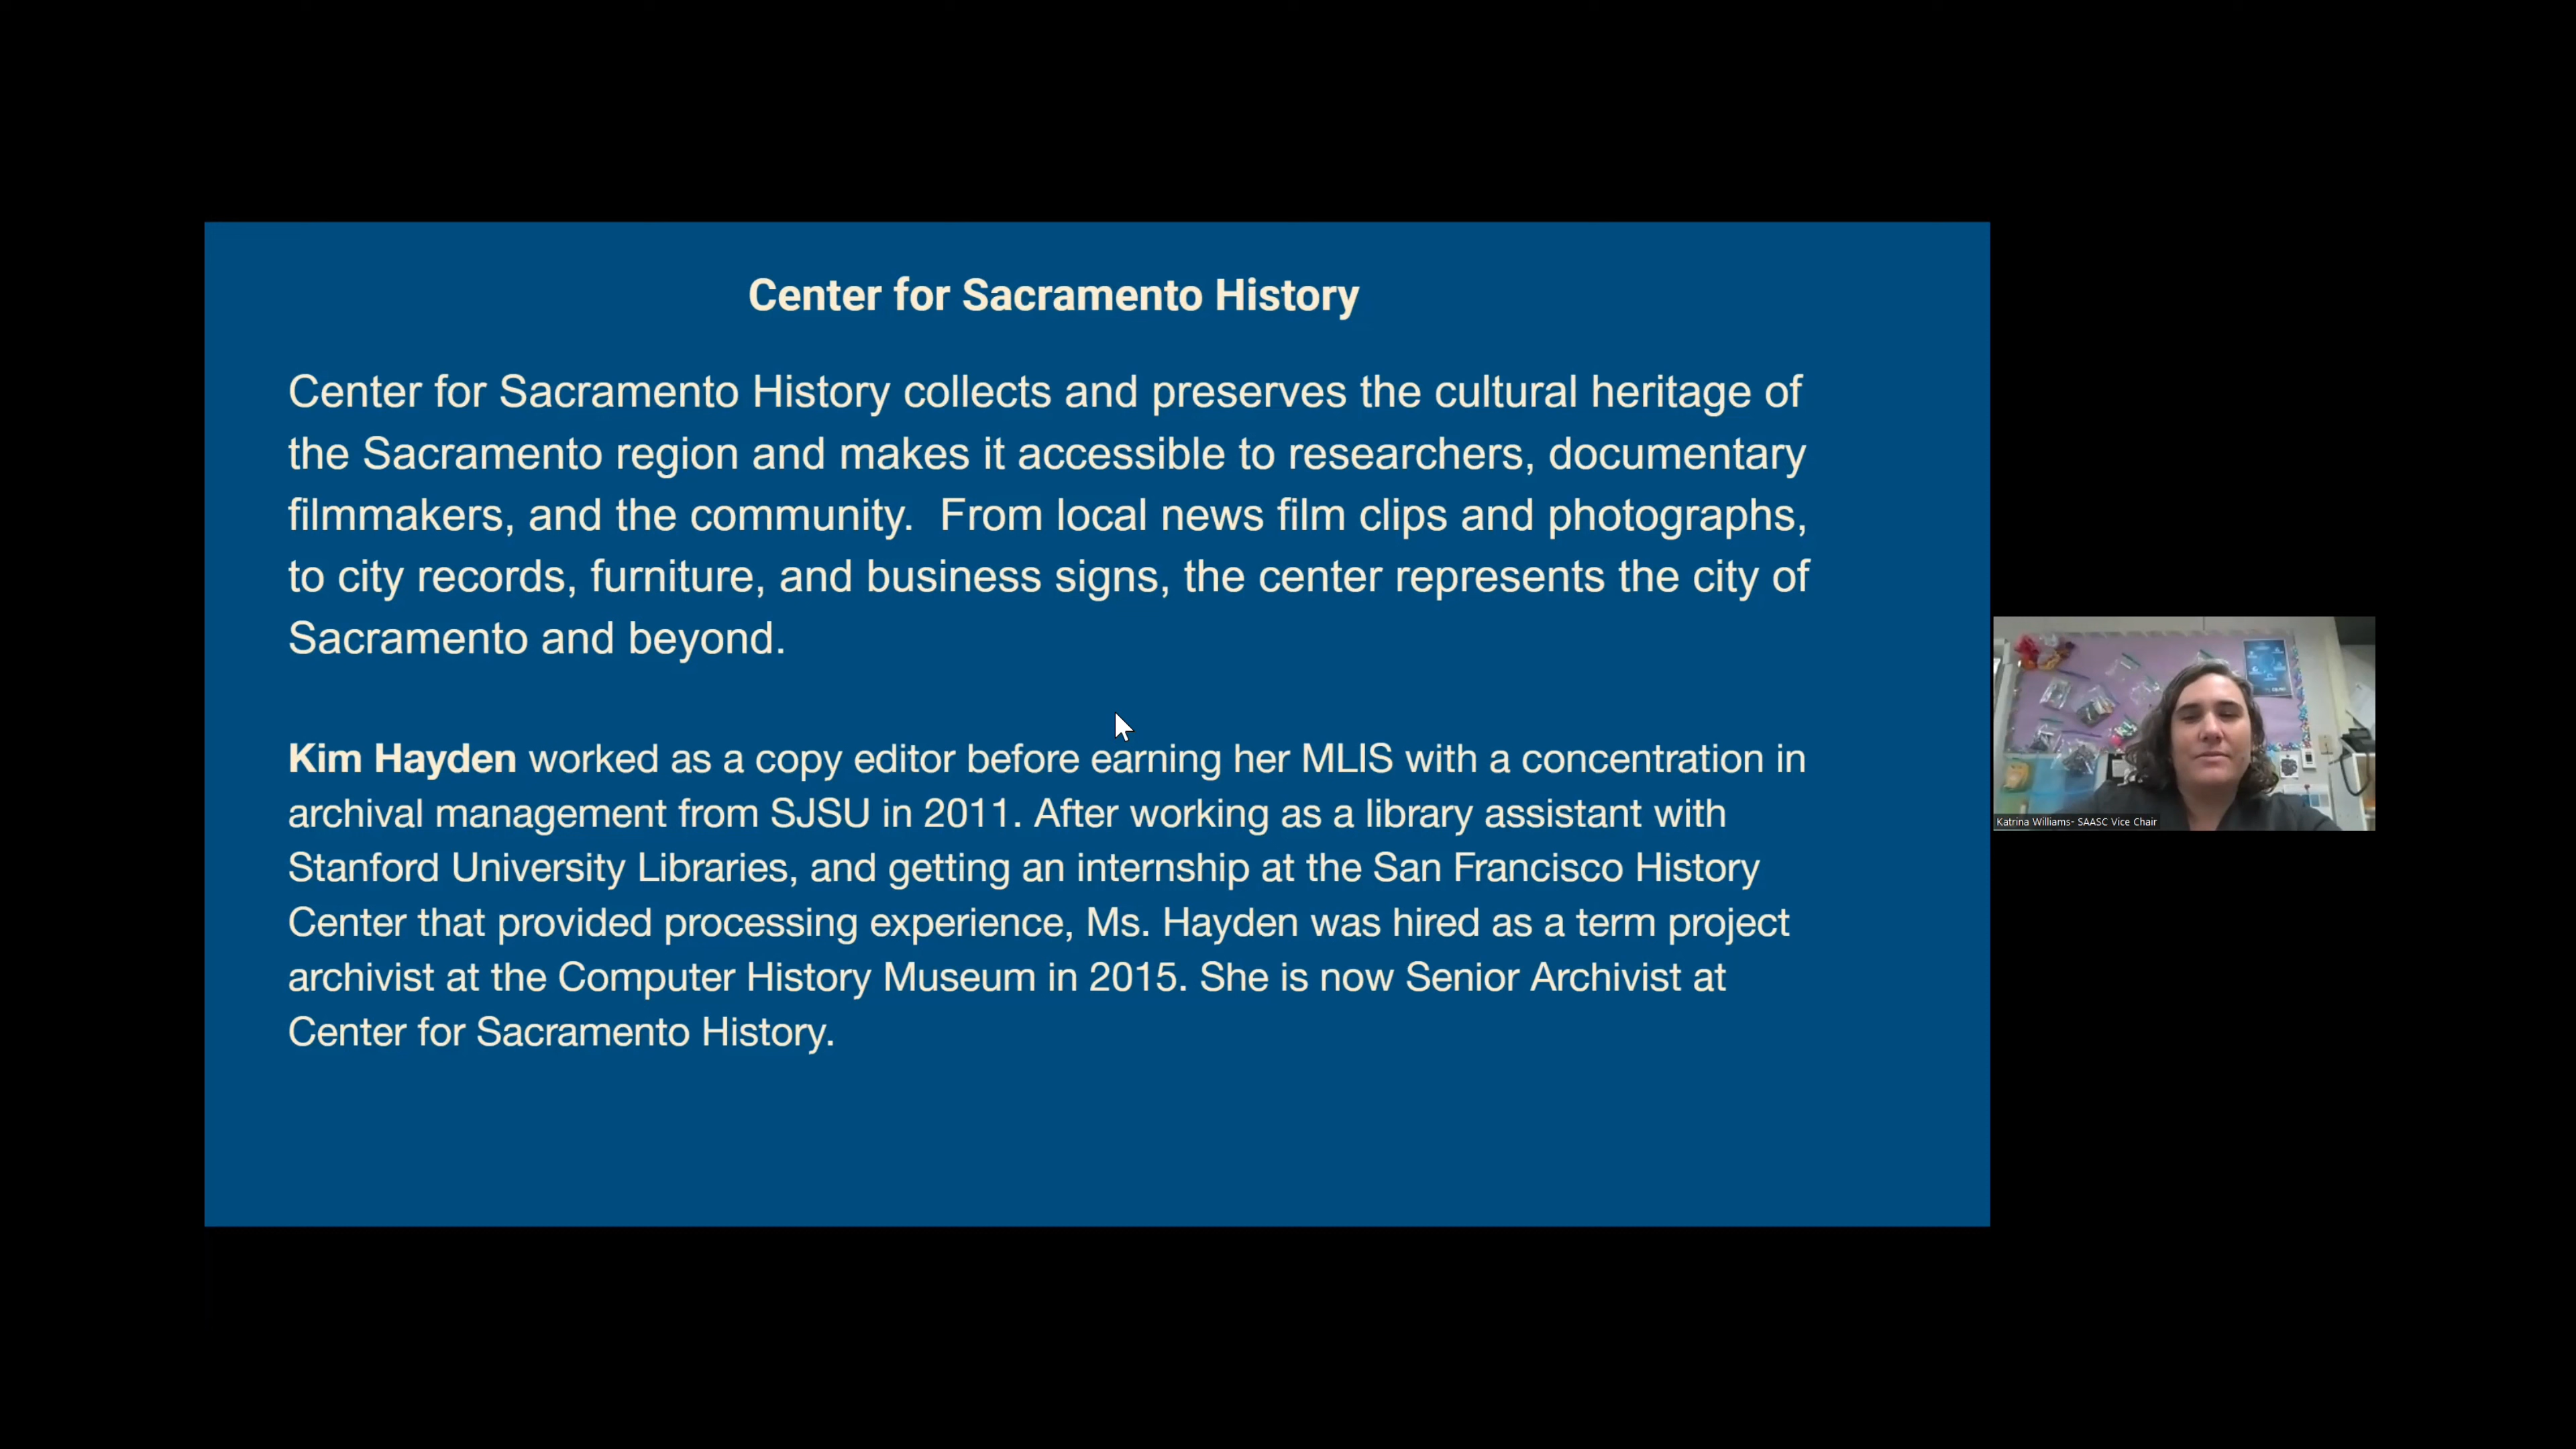 Center for Sacramento History
Center for Sacramento History collects and preserves the cultural heritage of
the Sacramento region and makes it accessible to researchers, documentary
filmmakers, and the community.  From local news film clips and photographs,
to city records, furniture, and business signs, the center represents the city of
Sacramento and beyond.
Kim Hayden worked as a copy editor before earning her MLIS with a concentration in
archival management from SJSU in 2011. After working as a library assistant with
Stanford University Libraries, and getting an internship at the San Francisco History
Center that provided processing experience, Ms. Hayden was hired as a term project
archivist at the Computer History Museum in 2015. She is now Senior Archivist at
Center for Sacramento History.
Katrina Williams- SAASC Vice Chair